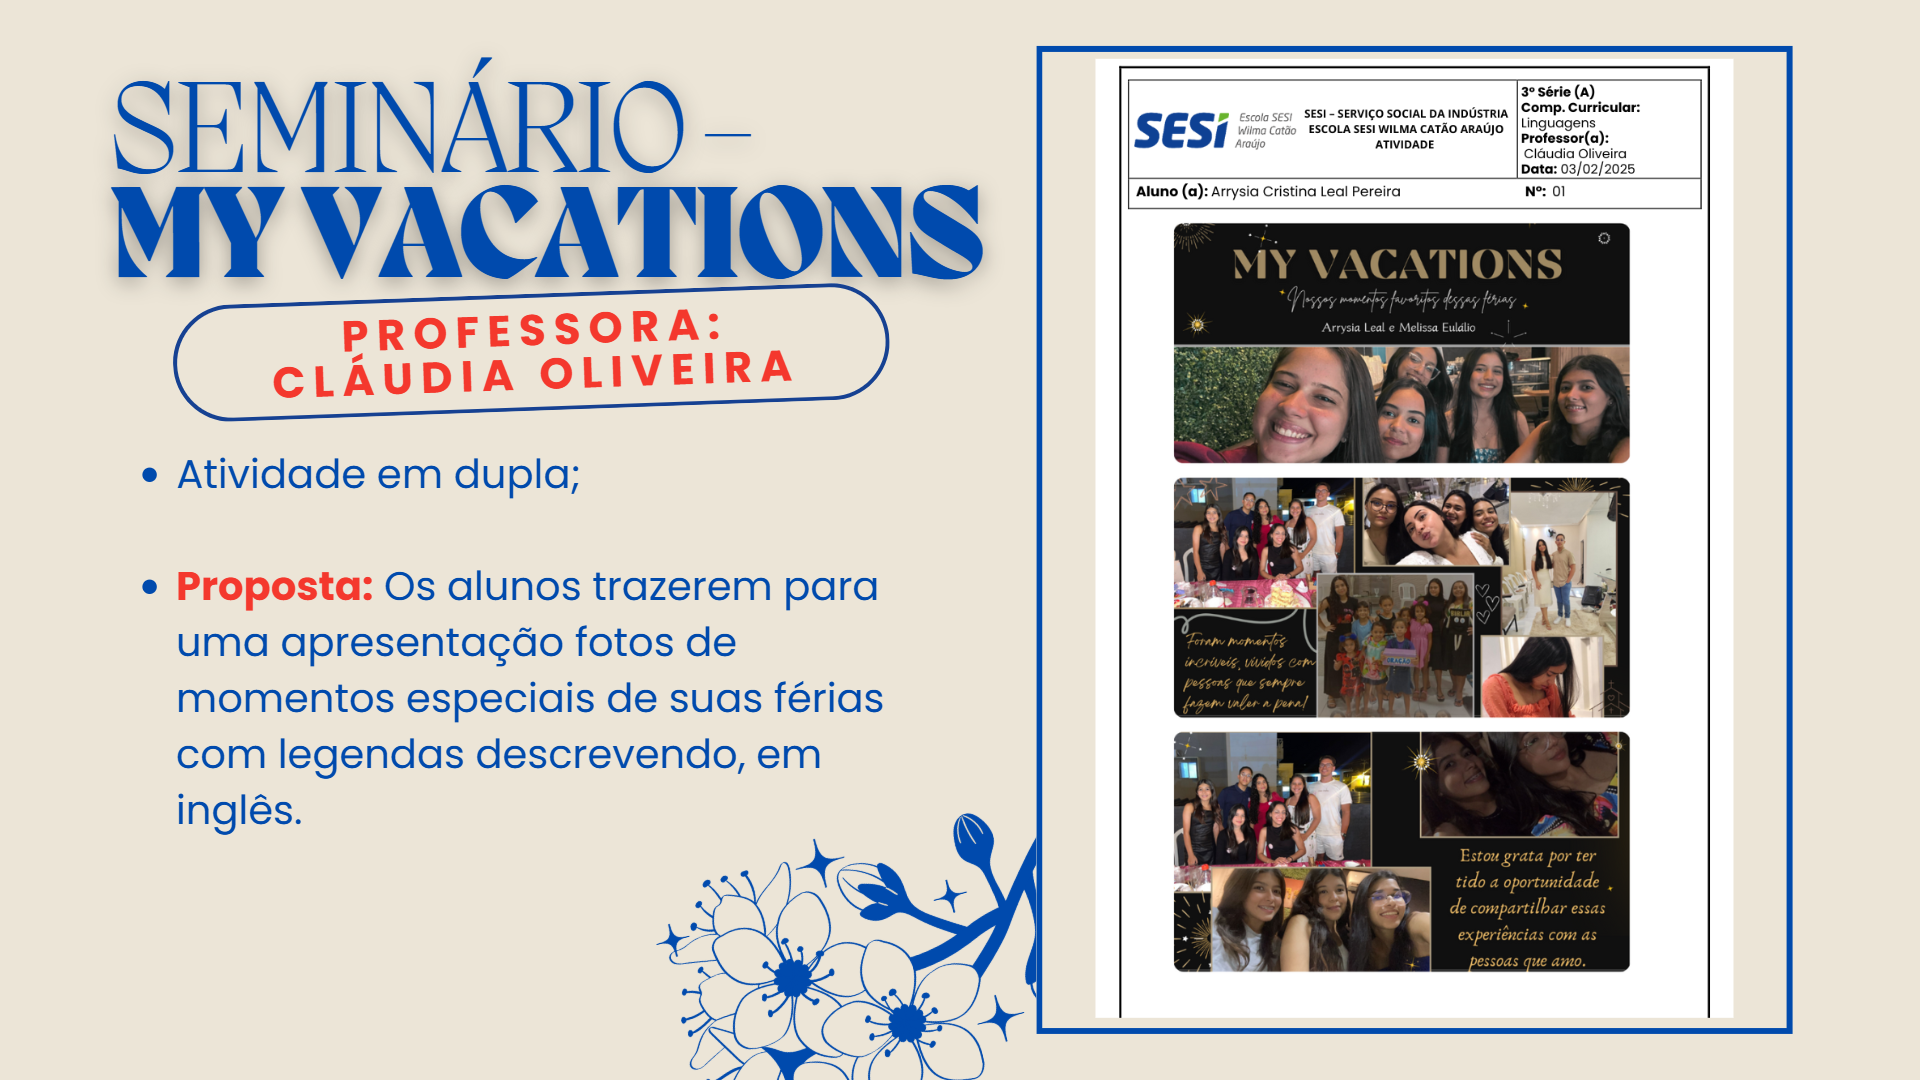 SEMINÁRIO –
MY VACATIONS
PROFESSORA:
CLÁUDIA OLIVEIRA
Atividade em dupla;
Proposta: Os alunos trazerem para
uma apresentação fotos de
momentos especiais de suas férias
com legendas descrevendo, em
inglês.
SESI
Escola SESI
Wilma Catão
Araújo
SESI – SERVIÇO SOCIAL DA INDÚSTRIA
ESCOLA SESI WILMA CATÃO ARAÚJO
ATIVIDADE
3º Série (A)
Comp. Curricular:
Linguagens
Professor(a):
Cláudia Oliveira
Data: 03/02/2025
Aluno (a): Arrysia Cristina Leal Pereira
Nº: 01
MY VACATIONS
Nossos momentos favoritos dessas férias
Arrysia Leal e Melissa Eulálio
Foram momentos
incríveis, vividos com
pessoas que sempre
fazem valer a pena!
Estou grata por ter
tido a oportunidade
de compartilhar essas
experiências com as
pessoas que amo.